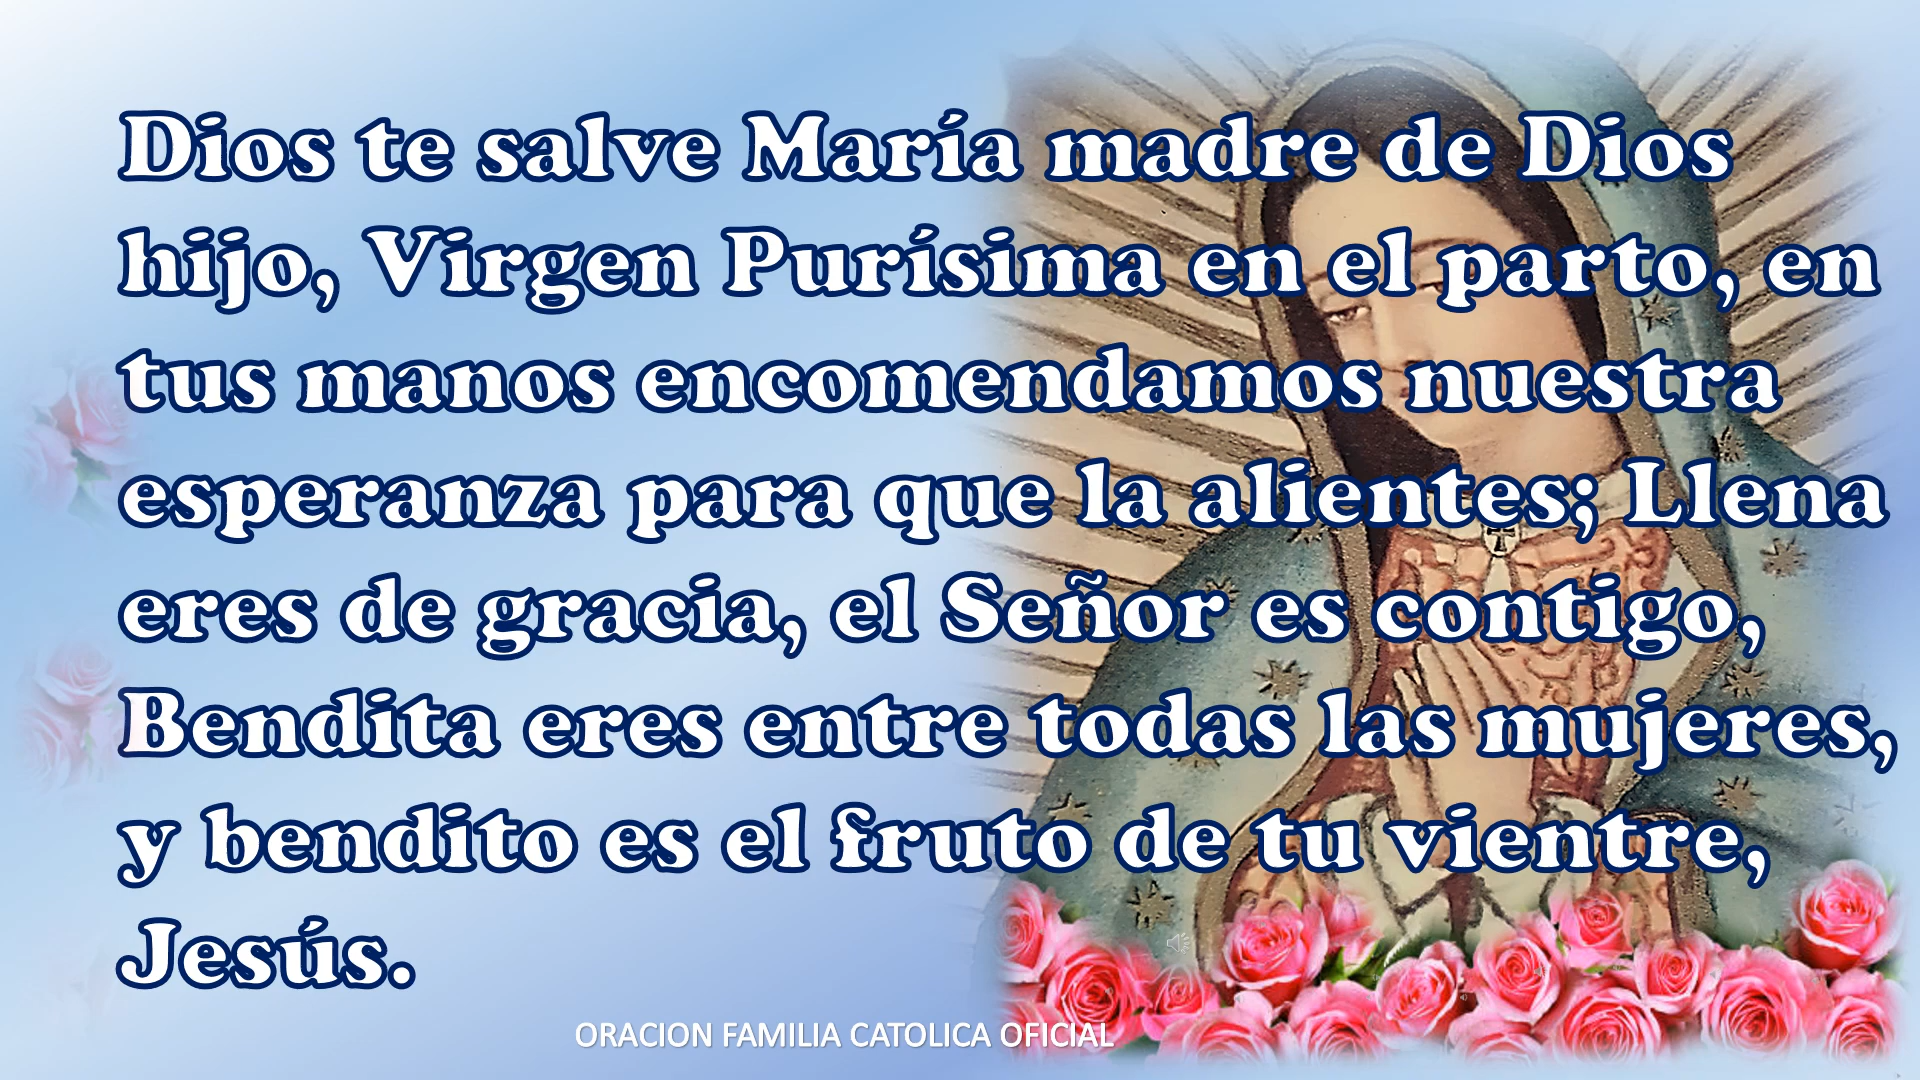 Dios te salve María madre de Dios
hijo, Virgen Purísima en el parto, en
tus manos encomendamos nuestra
esperanza para que la alientes; Llena
eres de gracia, el Señor es contigo,
Bendita eres entre todas las mujeres,
y bendito es el fruto de tu vientre,
Jesús.
ORACION FAMILIA CATOLICA OFICIAL